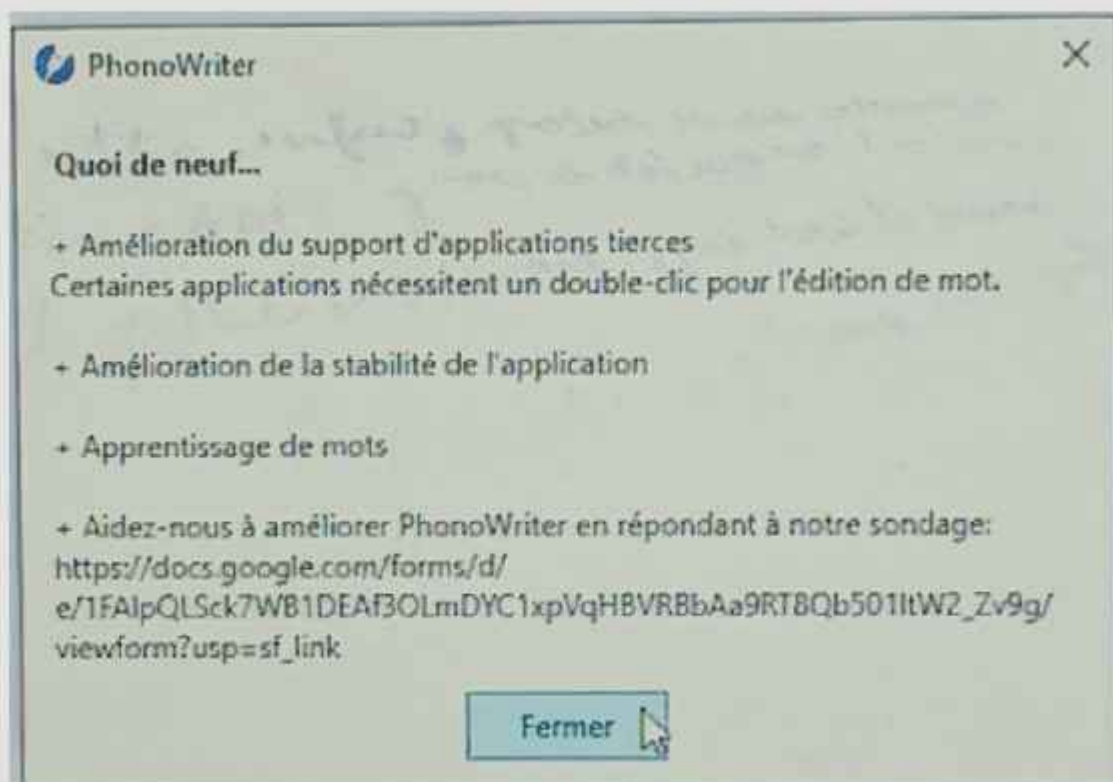 PhonoWriter
Quoi de neuf...
+ Amélioration du support d'applications tierces
Certaines applications nécessitent un double-clic pour l'édition de mot.
+ Amélioration de la stabilité de l'application
+ Apprentissage de mots
+ Aidez-nous à améliorer PhonoWriter en répondant à notre sondage:
https://docs.google.com/forms/d/
e/1FAIpQLSck7WB1DEAf3OLmDYC1xpVqHBVRBbAa9RT8Qb501ItW2_Zv9g/
viewform?usp=sf_link
Fermer